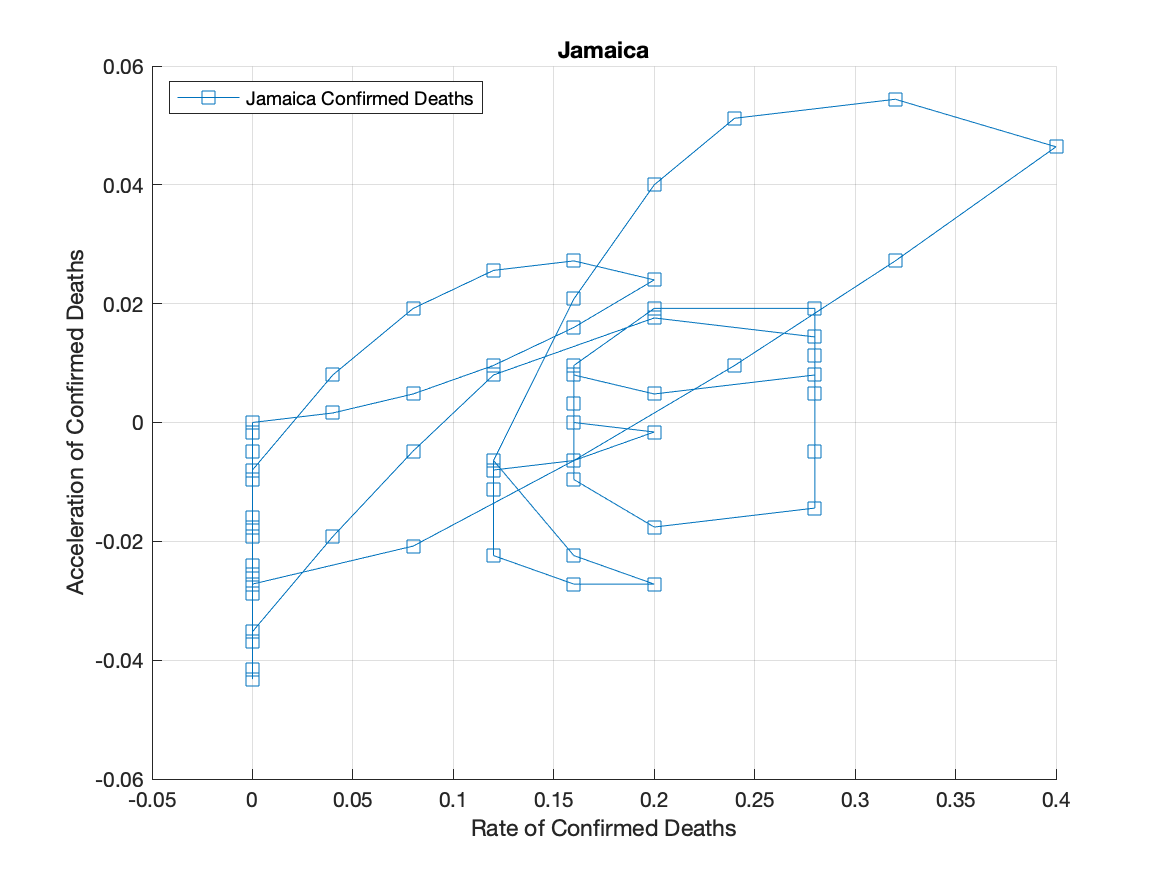 Jamaica
0.06
Jamaica Confirmed Deaths
0.04
0.02
0
-0.02
-0.04
-0.06
Acceleration of Confirmed Deaths
-0.05 0 0.05 0.1 0.15 0.2 0.25 0.3 0.35 0.4
Rate of Confirmed Deaths